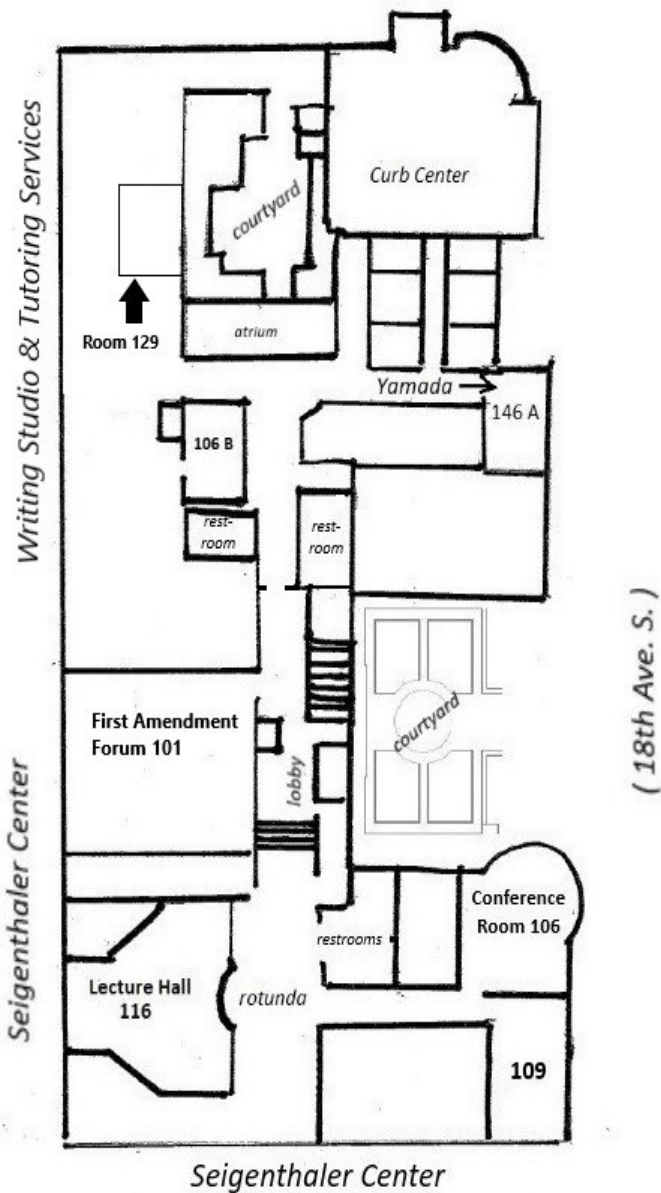 Curb Center
courtyard
Writing Studio & Tutoring Services
Room 129
atrium
Yamada
146 A
106 B
rest-
room
rest-
room
( 18th Ave. S. )
courtyard
First Amendment
Forum 101
lobby
Seigenthaler Center
Conference
Room 106
restrooms
Lecture Hall
116
rotunda
109
Seigenthaler Center